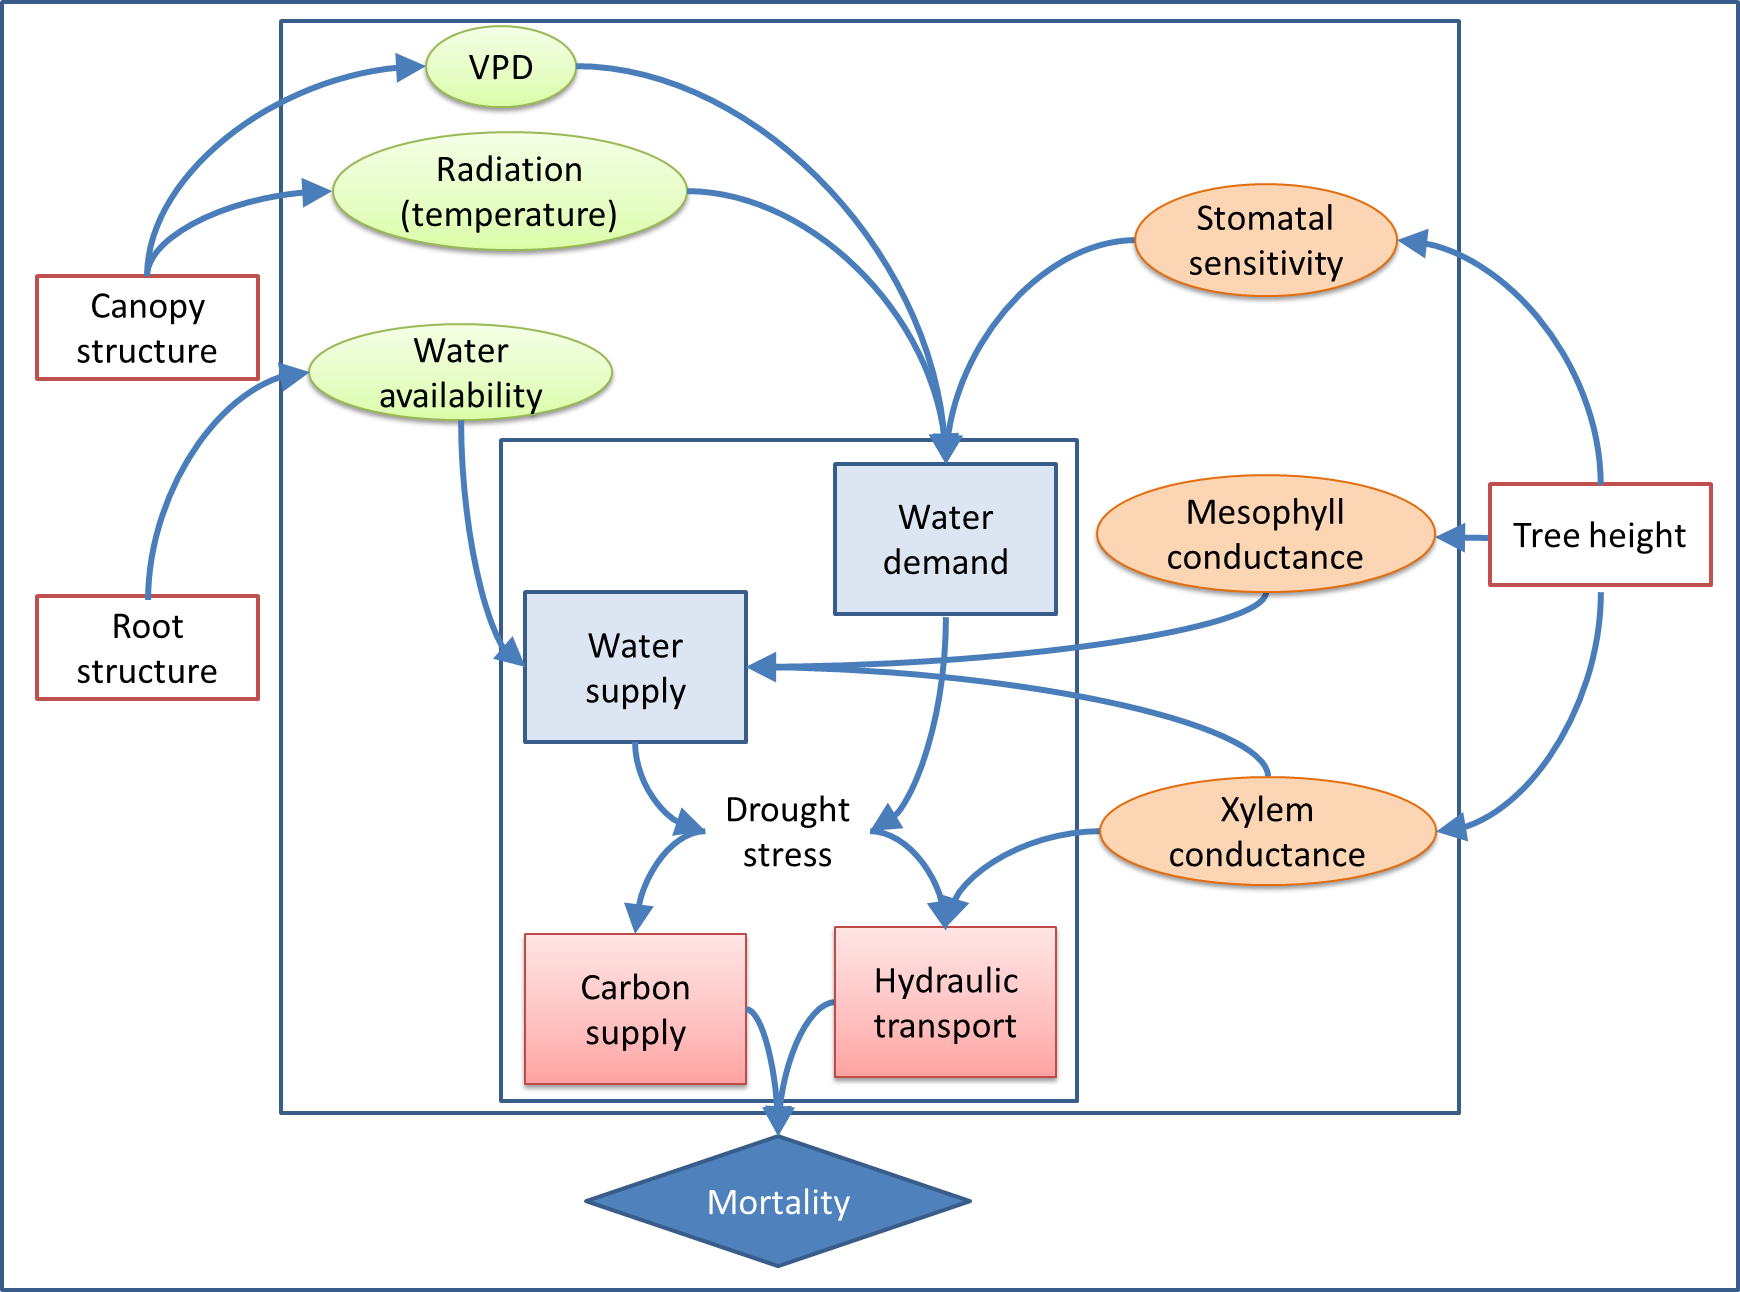 VPD
Radiation
(temperature)
Stomatal
sensitivity
Canopy
structure
Water
availability
Water
demand
Mesophyll
conductance
Tree height
Root
structure
Water
supply
Drought
stress
Xylem
conductance
Carbon
supply
Hydraulic
transport
Mortality